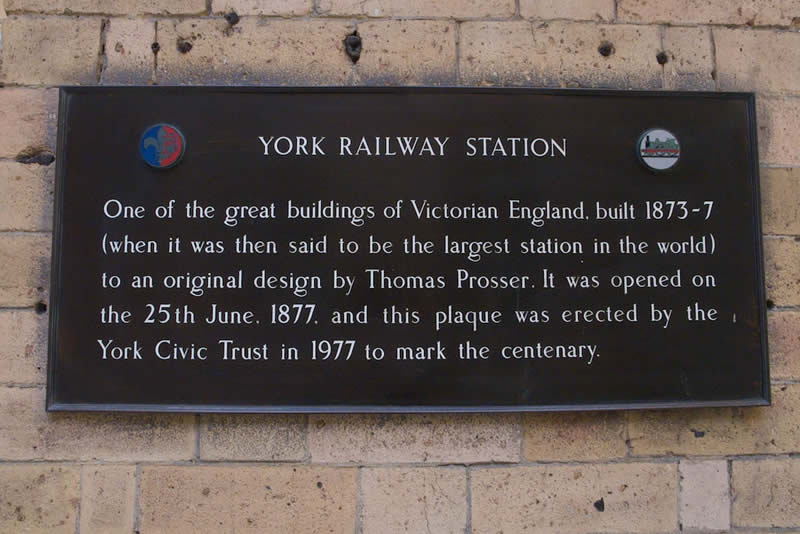 YORK RAILWAY STATION
One of the great buildings of Victorian England, built 1873-7
(when it was then said to be the largest station in the world)
to an original design by Thomas Prosser. It was opened on
the 25th June, 1877, and this plaque was erected by the
York Civic Trust in 1977 to mark the centenary.